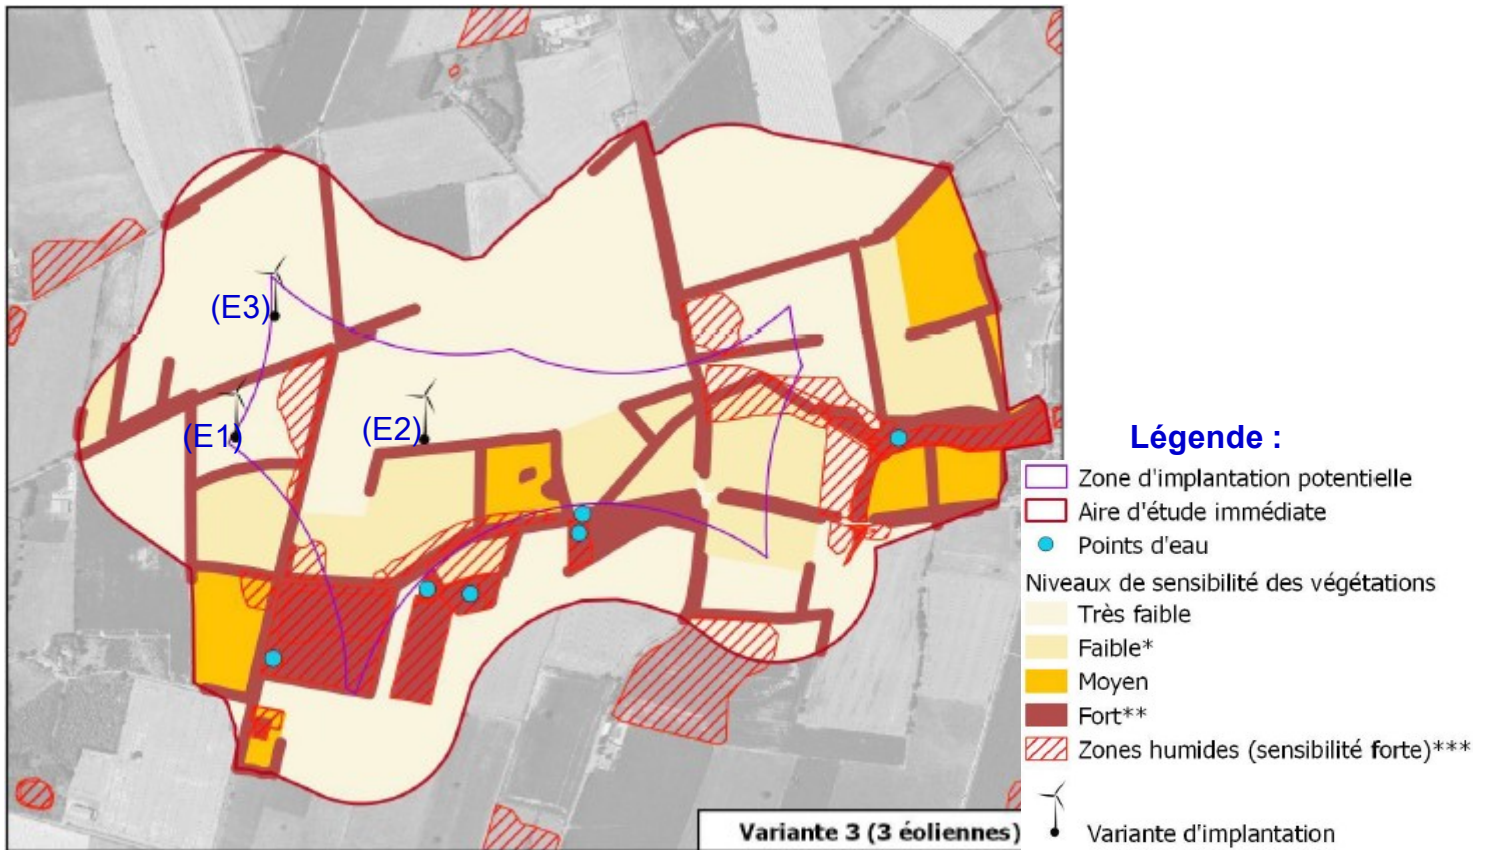 (E3)
(E1)
(E2)
Légende :
Zone d'implantation potentielle
Aire d'étude immédiate
Points d'eau
Niveaux de sensibilité des végétations
Très faible
Faible*
Moyen
Fort**
Zones humides (sensibilité forte)***
Variante d'implantation
Variante 3 (3 éoliennes)